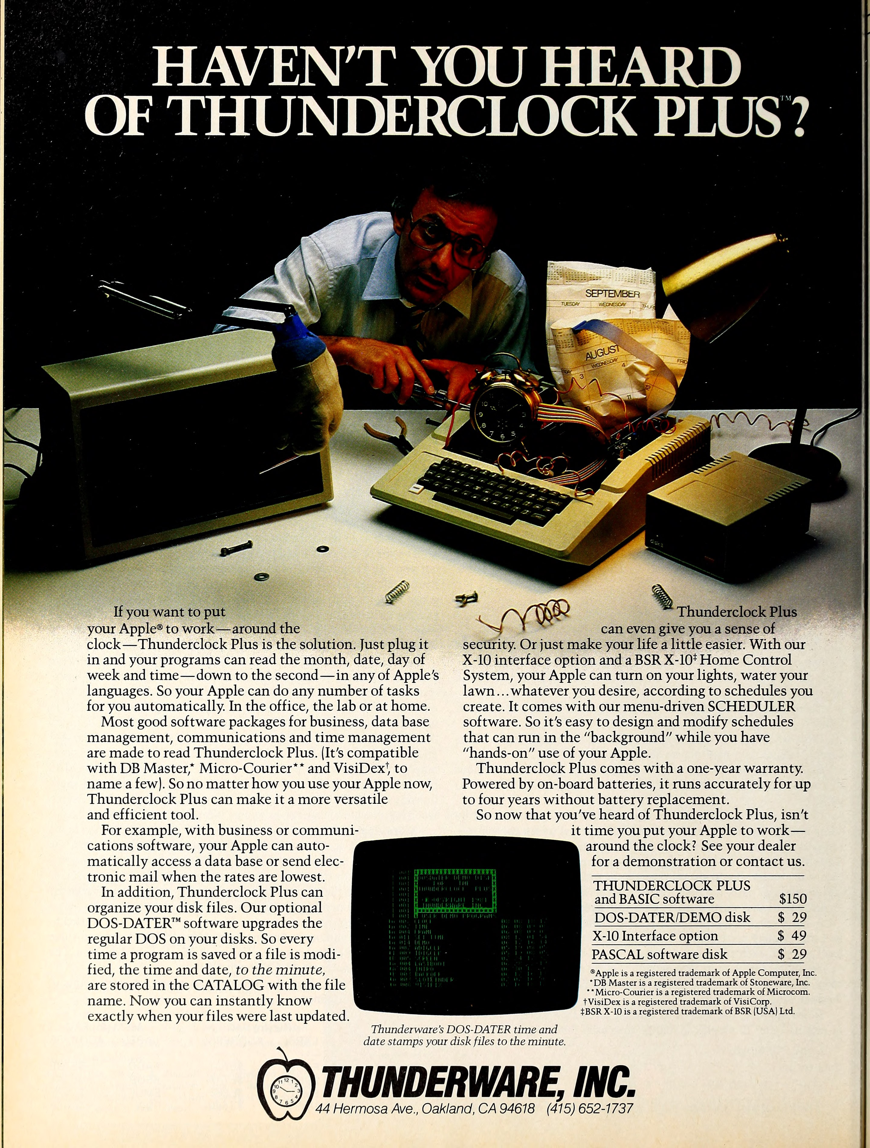 HAVEN'T YOU HEARD
OF THUNDERCLOCK PLUS™?
SEPTEMBER
TUESDAY WEDNESDAY
AUGUST
WEDNESDAY
If you want to put
your Apple® to work—around the
clock—Thunderclock Plus is the solution. Just plug it
in and your programs can read the month, date, day of
week and time—down to the second—in any of Apple's
languages. So your Apple can do any number of tasks
for you automatically. In the office, the lab or at home.
Most good software packages for business, data base
management, communications and time management
are made to read Thunderclock Plus. (It's compatible
with DB Master,* Micro-Courier** and VisiDex†, to
name a few). So no matter how you use your Apple now,
Thunderclock Plus can make it a more versatile
and efficient tool.
For example, with business or communi-
cations software, your Apple can auto-
matically access a data base or send elec-
tronic mail when the rates are lowest.
In addition, Thunderclock Plus can
organize your disk files. Our optional
DOS-DATER™ software upgrades the
regular DOS on your disks. So every
time a program is saved or a file is modi-
fied, the time and date, to the minute,
are stored in the CATALOG with the file
name. Now you can instantly know
exactly when your files were last updated.
Thunderclock Plus
can even give you a sense of
security. Or just make your life a little easier. With our
X-10 interface option and a BSR X-10‡ Home Control
System, your Apple can turn on your lights, water your
lawn...whatever you desire, according to schedules you
create. It comes with our menu-driven SCHEDULER
software. So it's easy to design and modify schedules
that can run in the "background" while you have
"hands-on" use of your Apple.
Thunderclock Plus comes with a one-year warranty.
Powered by on-board batteries, it runs accurately for up
to four years without battery replacement.
So now that you've heard of Thunderclock Plus, isn't
it time you put your Apple to work—
around the clock? See your dealer
for a demonstration or contact us.
THUNDERCLOCK PLUS
and BASIC software $150
DOS-DATER/DEMO disk $ 29
X-10 Interface option $ 49
PASCAL software disk $ 29
®Apple is a registered trademark of Apple Computer, Inc.
*DB Master is a registered trademark of Stoneware, Inc.
**Micro-Courier is a registered trademark of Microcom.
†VisiDex is a registered trademark of VisiCorp.
‡BSR X-10 is a registered trademark of BSR (USA) Ltd.
Thunderware's DOS-DATER time and
date stamps your disk files to the minute.
THUNDERWARE, INC.
44 Hermosa Ave., Oakland, CA 94618 (415) 652-1737